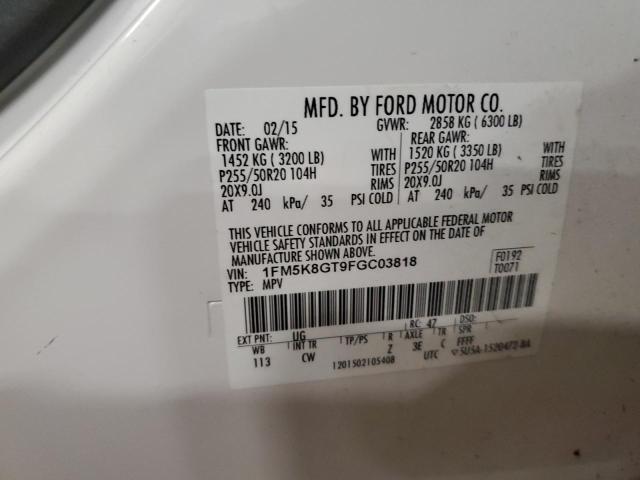 MFD. BY FORD MOTOR CO.
DATE: 02/15 GVWR: 2858 KG ( 6300 LB)
FRONT GAWR: REAR GAWR:
1452 KG ( 3200 LB) WITH 1520 KG ( 3350 LB) WITH
P255/50R20 104H TIRES P255/50R20 104H TIRES
20X9.0J RIMS 20X9.0J RIMS
AT 240 kPa/ 35 PSI COLD AT 240 kPa/ 35 PSI COLD
THIS VEHICLE CONFORMS TO ALL APPLICABLE FEDERAL MOTOR
VEHICLE SAFETY STANDARDS IN EFFECT ON THE DATE OF
MANUFACTURE SHOWN ABOVE.
VIN: 1FM5K8GT9FGC03818 F0192
TYPE: MPV T0071
EXT PNT: UG RC: 47 DSO:
WB INT TR TP/PS R AXLE TR SPR
113 CW Z 3E C FFFF
1201502105408 UTC